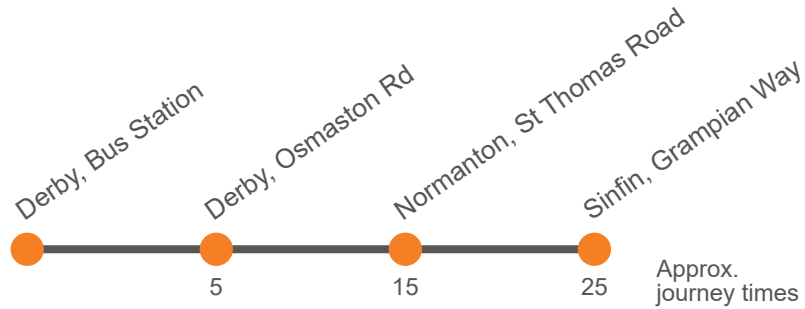 Derby, Bus Station
Derby, Osmaston Rd
Normanton, St Thomas Road
Sinfin, Grampian Way
5
15
25
Approx.
journey times